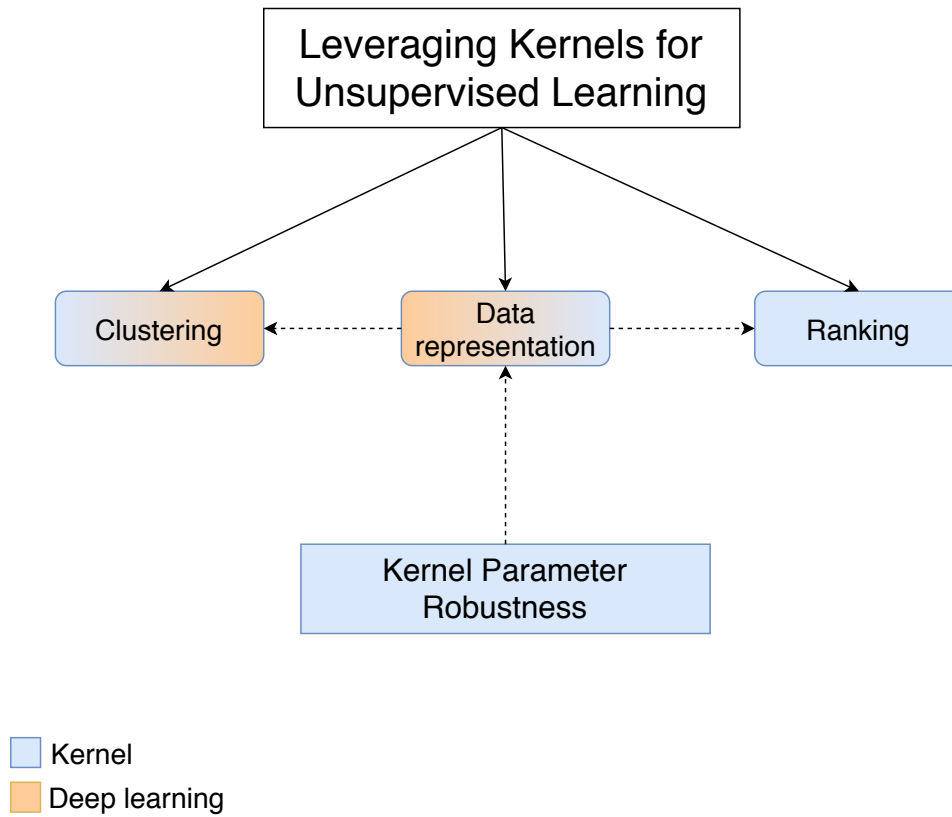 Leveraging Kernels for
Unsupervised Learning
Clustering
Data
representation
Ranking
Kernel Parameter
Robustness
Kernel
Deep learning